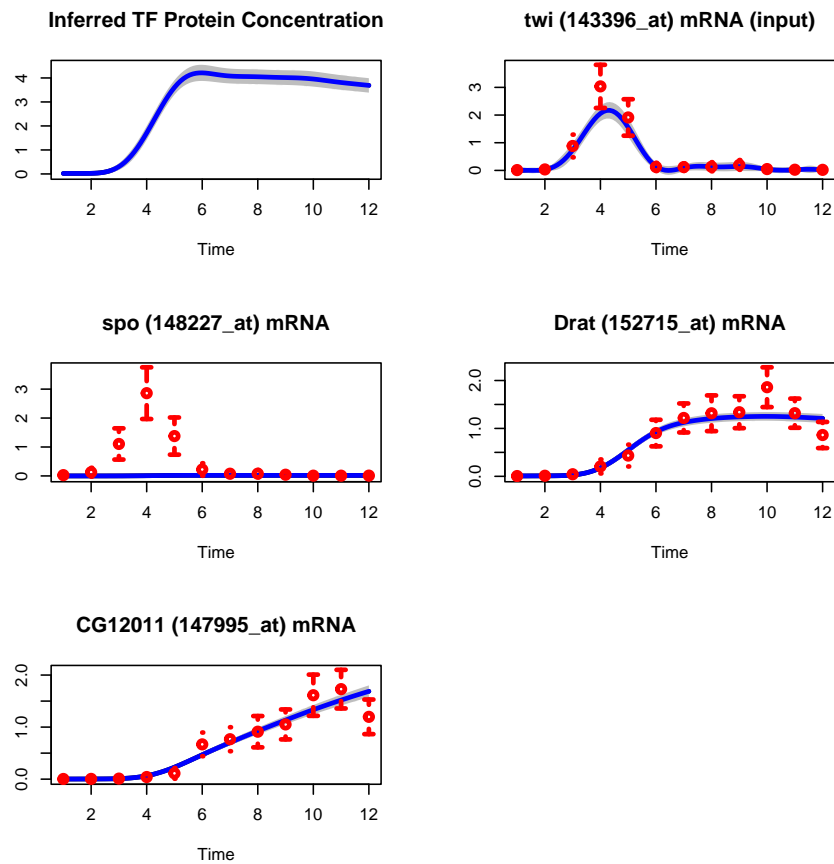 Inferred TF Protein Concentration
0 1 2 3 4
2 4 6 8 10 12
Time
twi (143396_at) mRNA (input)
0 1 2 3
2 4 6 8 10 12
Time
spo (148227_at) mRNA
0 1 2 3
2 4 6 8 10 12
Time
Drat (152715_at) mRNA
0.0 1.0 2.0
2 4 6 8 10 12
Time
CG12011 (147995_at) mRNA
0.0 1.0 2.0
2 4 6 8 10 12
Time